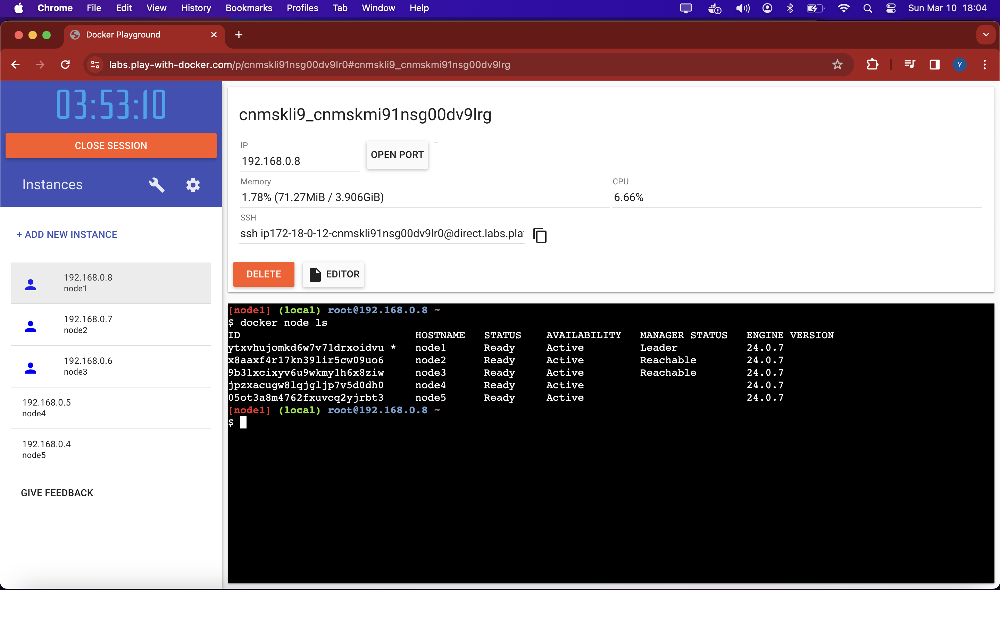 Chrome File Edit View History Bookmarks Profiles Tab Window Help Sun Mar 10 18:04
Docker Playground
labs.play-with-docker.com/p/cnmskli91nsg00dv9lr0#cnmskli9_cnmskmi91nsg00dv9lrg Y
03:53:10
CLOSE SESSION
Instances
+ ADD NEW INSTANCE
192.168.0.8
node1
192.168.0.7
node2
192.168.0.6
node3
192.168.0.5
node4
192.168.0.4
node5
GIVE FEEDBACK
cnmskli9_cnmskmi91nsg00dv9lrg
IP
192.168.0.8
OPEN PORT
Memory
1.78% (71.27MiB / 3.906GiB)
CPU
6.66%
SSH
ssh ip172-18-0-12-cnmskli91nsg00dv9lr0@direct.labs.pla
DELETE
EDITOR
[node1] (local) root@192.168.0.8 ~
$ docker node ls
ID HOSTNAME STATUS AVAILABILITY MANAGER STATUS ENGINE VERSION
ytxvhujomkd6w7v71drxoidvu * node1 Ready Active Leader 24.0.7
x8aaxf4r17kn39lir5cw09uo6 node2 Ready Active Reachable 24.0.7
9b3lxcixyv6u9wkmy1h6x8ziw node3 Ready Active Reachable 24.0.7
jpzxacugw8lqjgljp7v5d0dh0 node4 Ready Active 24.0.7
05ot3a8m4762fxuvcq2yjrbt3 node5 Ready Active 24.0.7
[node1] (local) root@192.168.0.8 ~
$